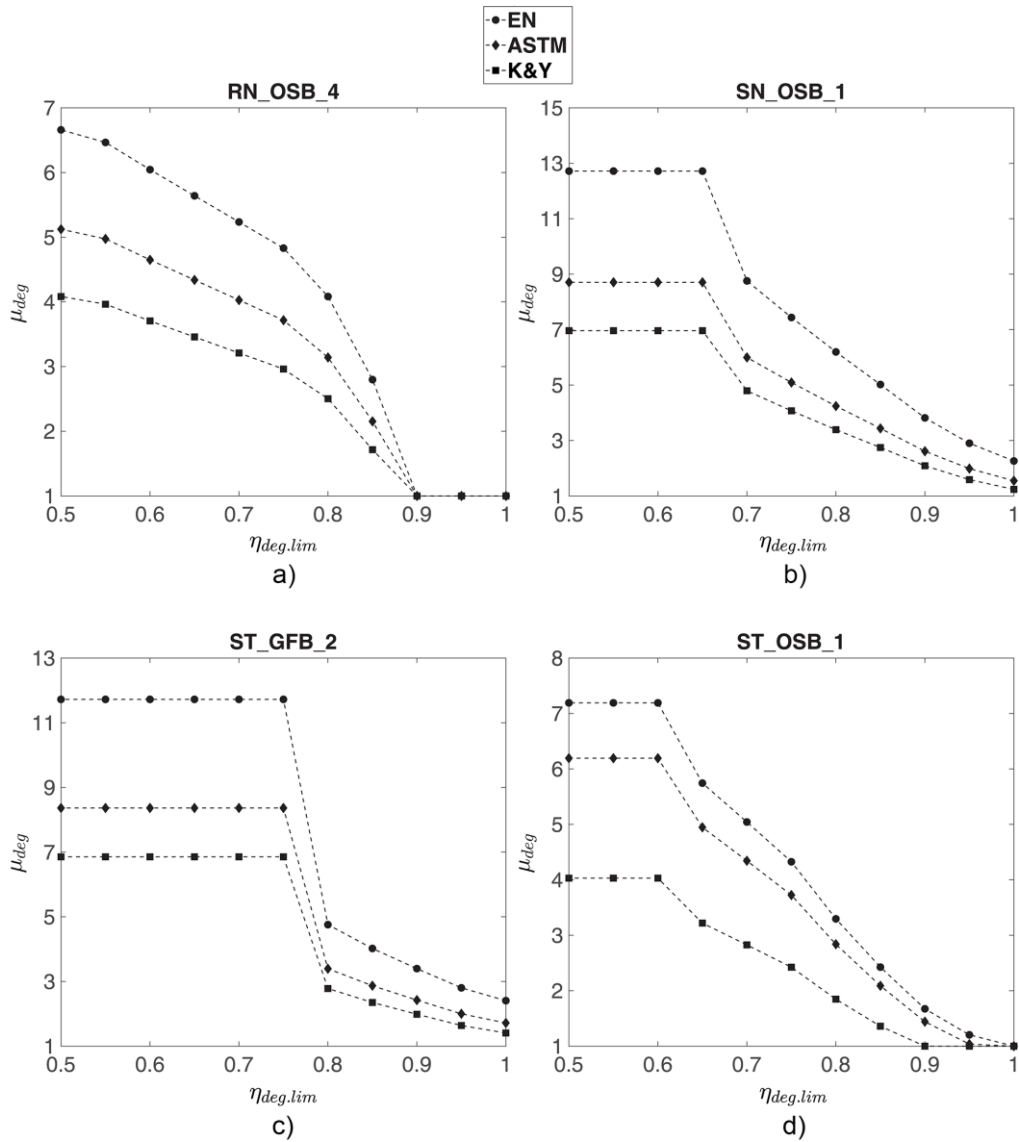 EN
ASTM
K&Y
RN_OSB_4
7
6
5
4
3
2
1
μdeg
0.5 0.6 0.7 0.8 0.9 1
ηdeg.lim
a)
SN_OSB_1
15
13
11
9
7
5
3
1
μdeg
0.5 0.6 0.7 0.8 0.9 1
ηdeg.lim
b)
ST_GFB_2
13
11
9
7
5
3
1
μdeg
0.5 0.6 0.7 0.8 0.9 1
ηdeg.lim
c)
ST_OSB_1
8
7
6
5
4
3
2
1
μdeg
0.5 0.6 0.7 0.8 0.9 1
ηdeg.lim
d)